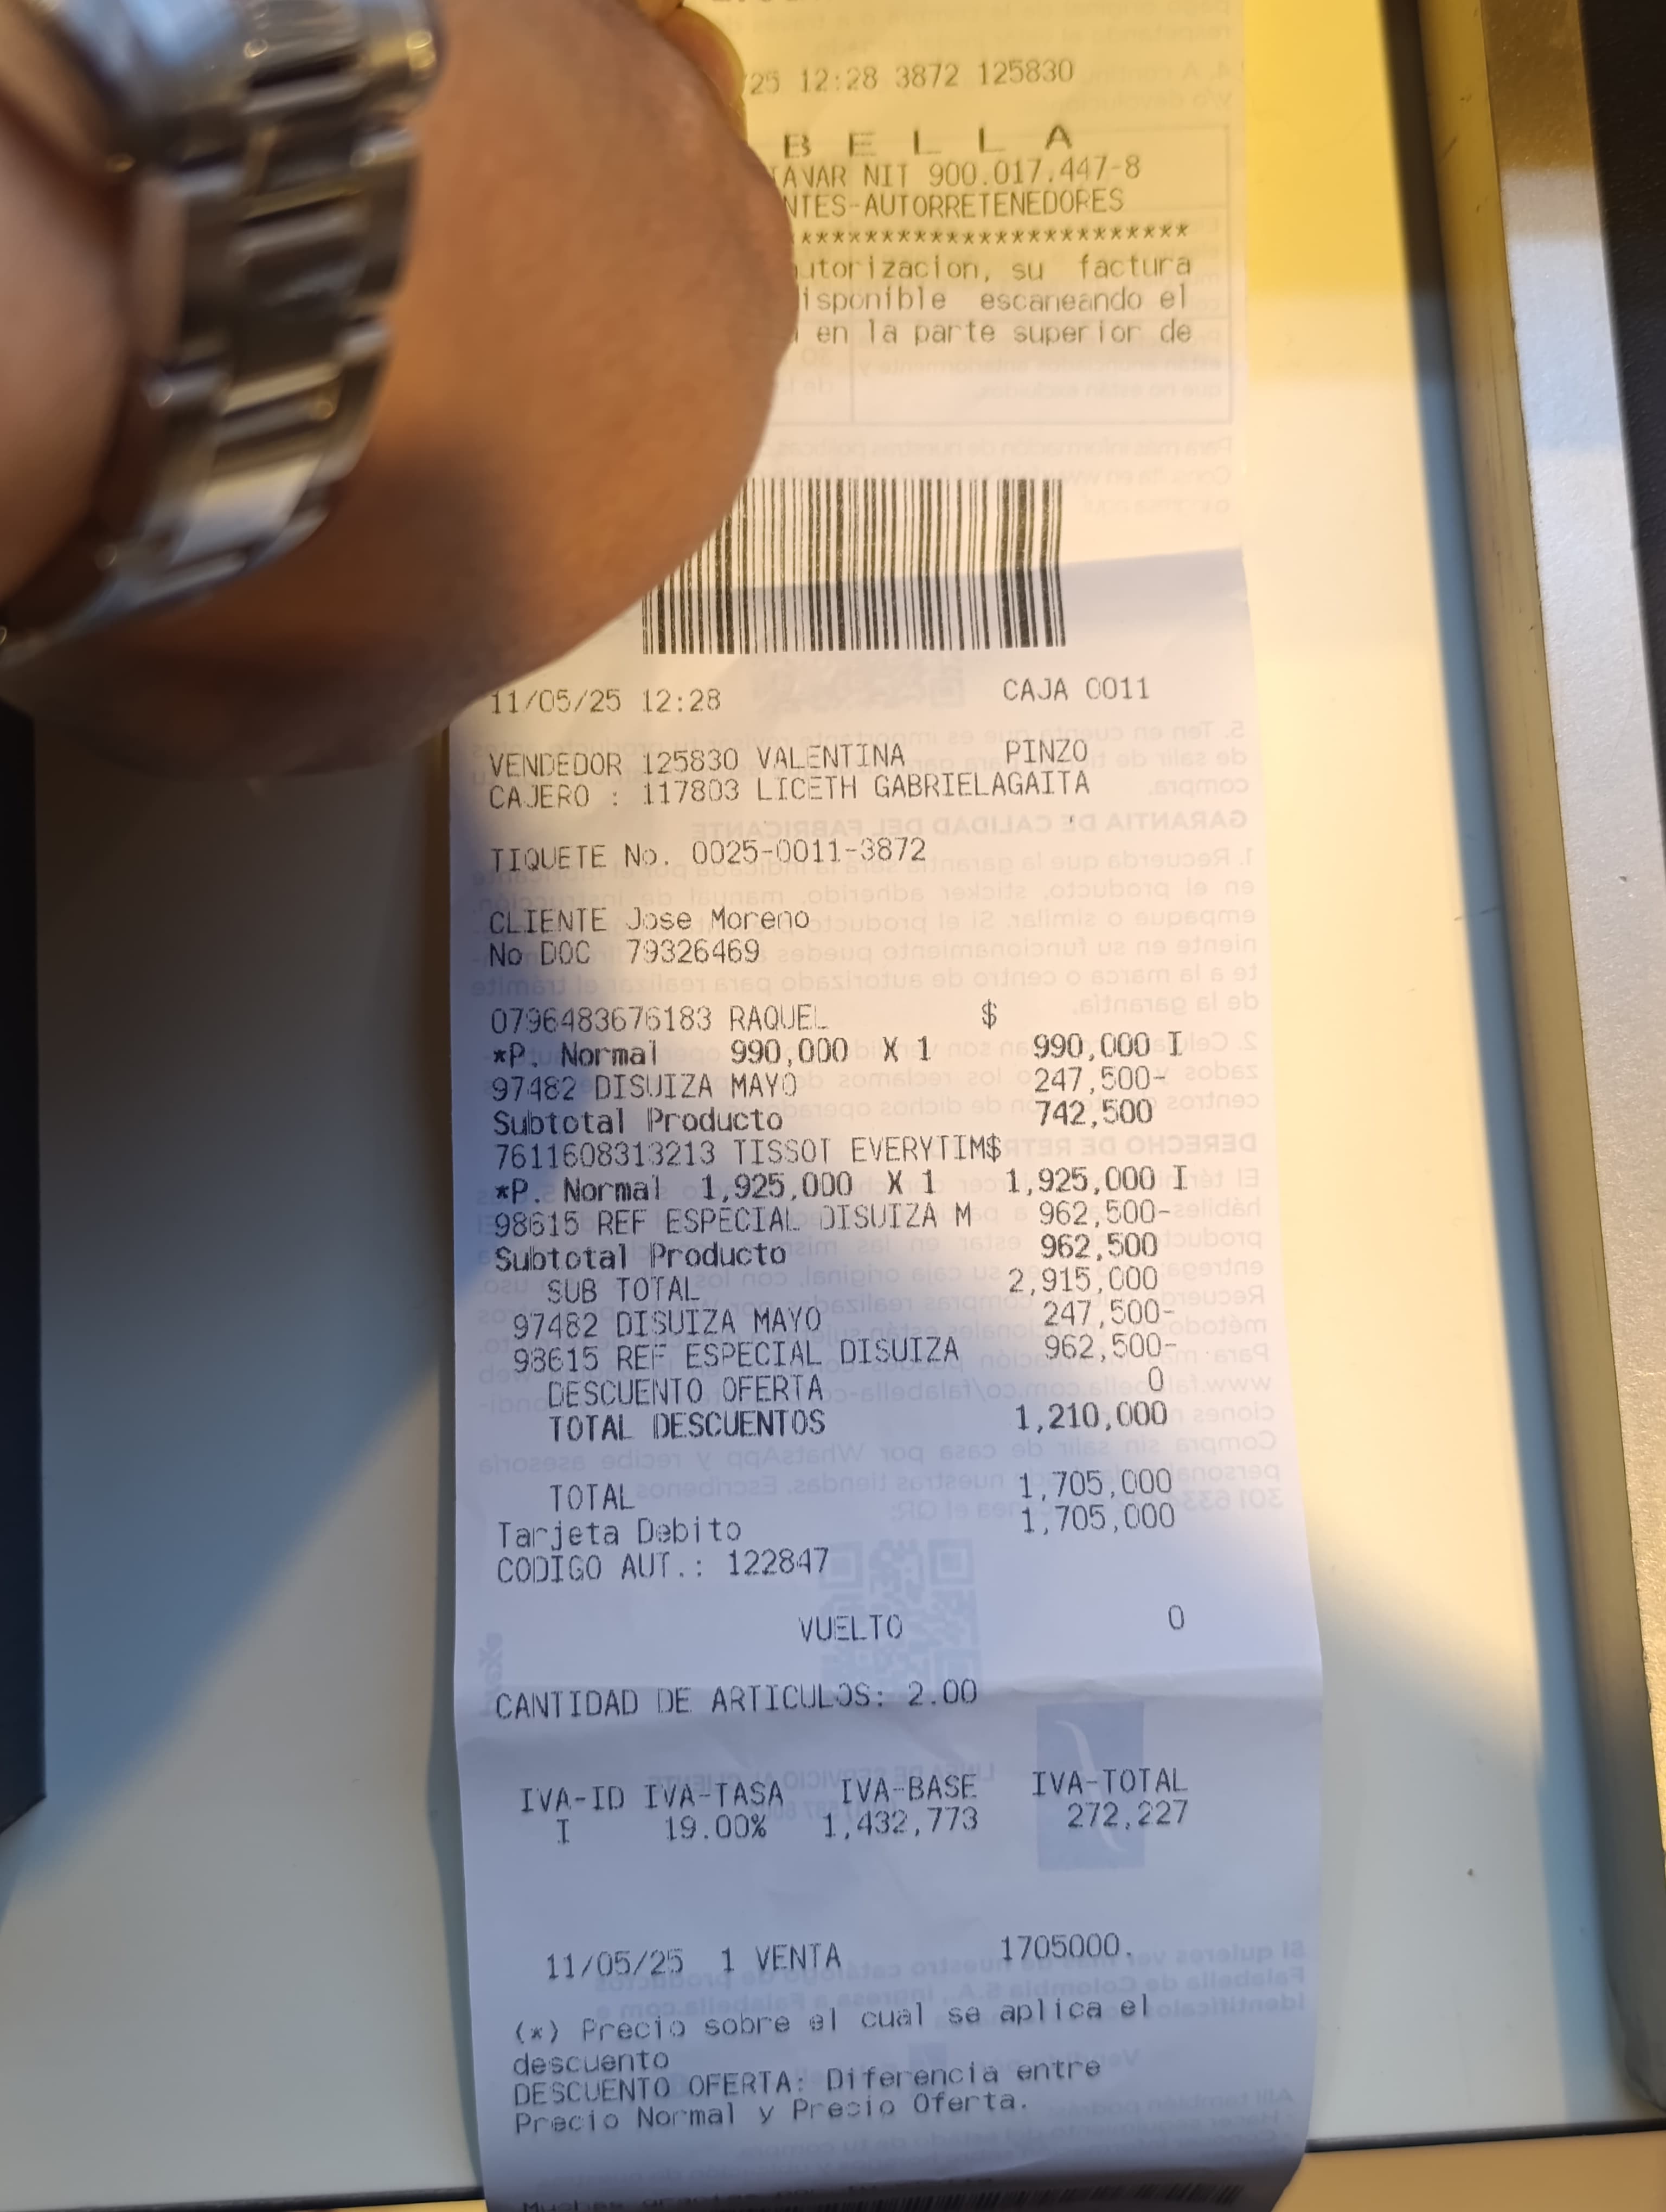 25 12:28 3872 125830
B E L L A
TAVAR NIT 900.017.447-8
NTES-AUTORRETENEDORES
*************************
utorizacion, su factura
isponible escaneando el
en la parte superior de
11/05/25 12:28 CAJA 0011
VENDEDOR 125830 VALENTINA PINZO
CAJERO : 117803 LICETH GABRIELAGAITA
TIQUETE No. 0025-0011-3872
CLIENTE Jose Moreno
No DOC 79326469
0796483676183 RAQUEL $
*P. Normal 990,000 X 1 990,000 I
97482 DISUIZA MAYO 247,500-
Subtotal Producto 742,500
7611608313213 TISSOT EVERYTIM$
*P. Normal 1,925,000 X 1 1,925,000 I
98615 REF ESPECIAL DISUIZA M 962,500-
Subtotal Producto 962,500
SUB TOTAL 2,915,000
97482 DISUIZA MAYO 247,500-
98615 REF ESPECIAL DISUIZA 962,500-
DESCUENTO OFERTA 0
TOTAL DESCUENTOS 1,210,000
TOTAL 1,705,000
Tarjeta Debito 1,705,000
CODIGO AUT.: 122847
VUELTO 0
CANTIDAD DE ARTICULOS: 2.00
IVA-ID IVA-TASA IVA-BASE IVA-TOTAL
I 19.00% 1,432,773 272,227
11/05/25 1 VENTA 1705000.
(*) Precio sobre el cual se aplica el
descuento
DESCUENTO OFERTA: Diferencia entre
Precio Normal y Precio Oferta.